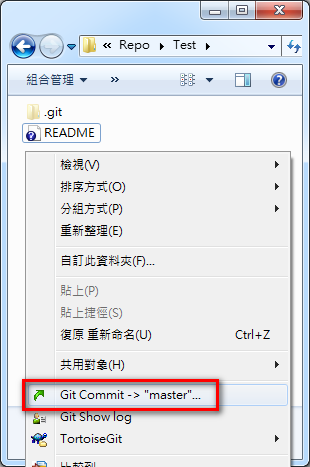 « Repo ▸ Test ▸
組合管理 ▾ »
.git
README
檢視(V)
排序方式(O)
分組方式(P)
重新整理(E)
自訂此資料夾(F)...
貼上(P)
貼上捷徑(S)
復原 重新命名(U) Ctrl+Z
共用對象(H)
Git Commit -> "master"...
Git Show log
TortoiseGit